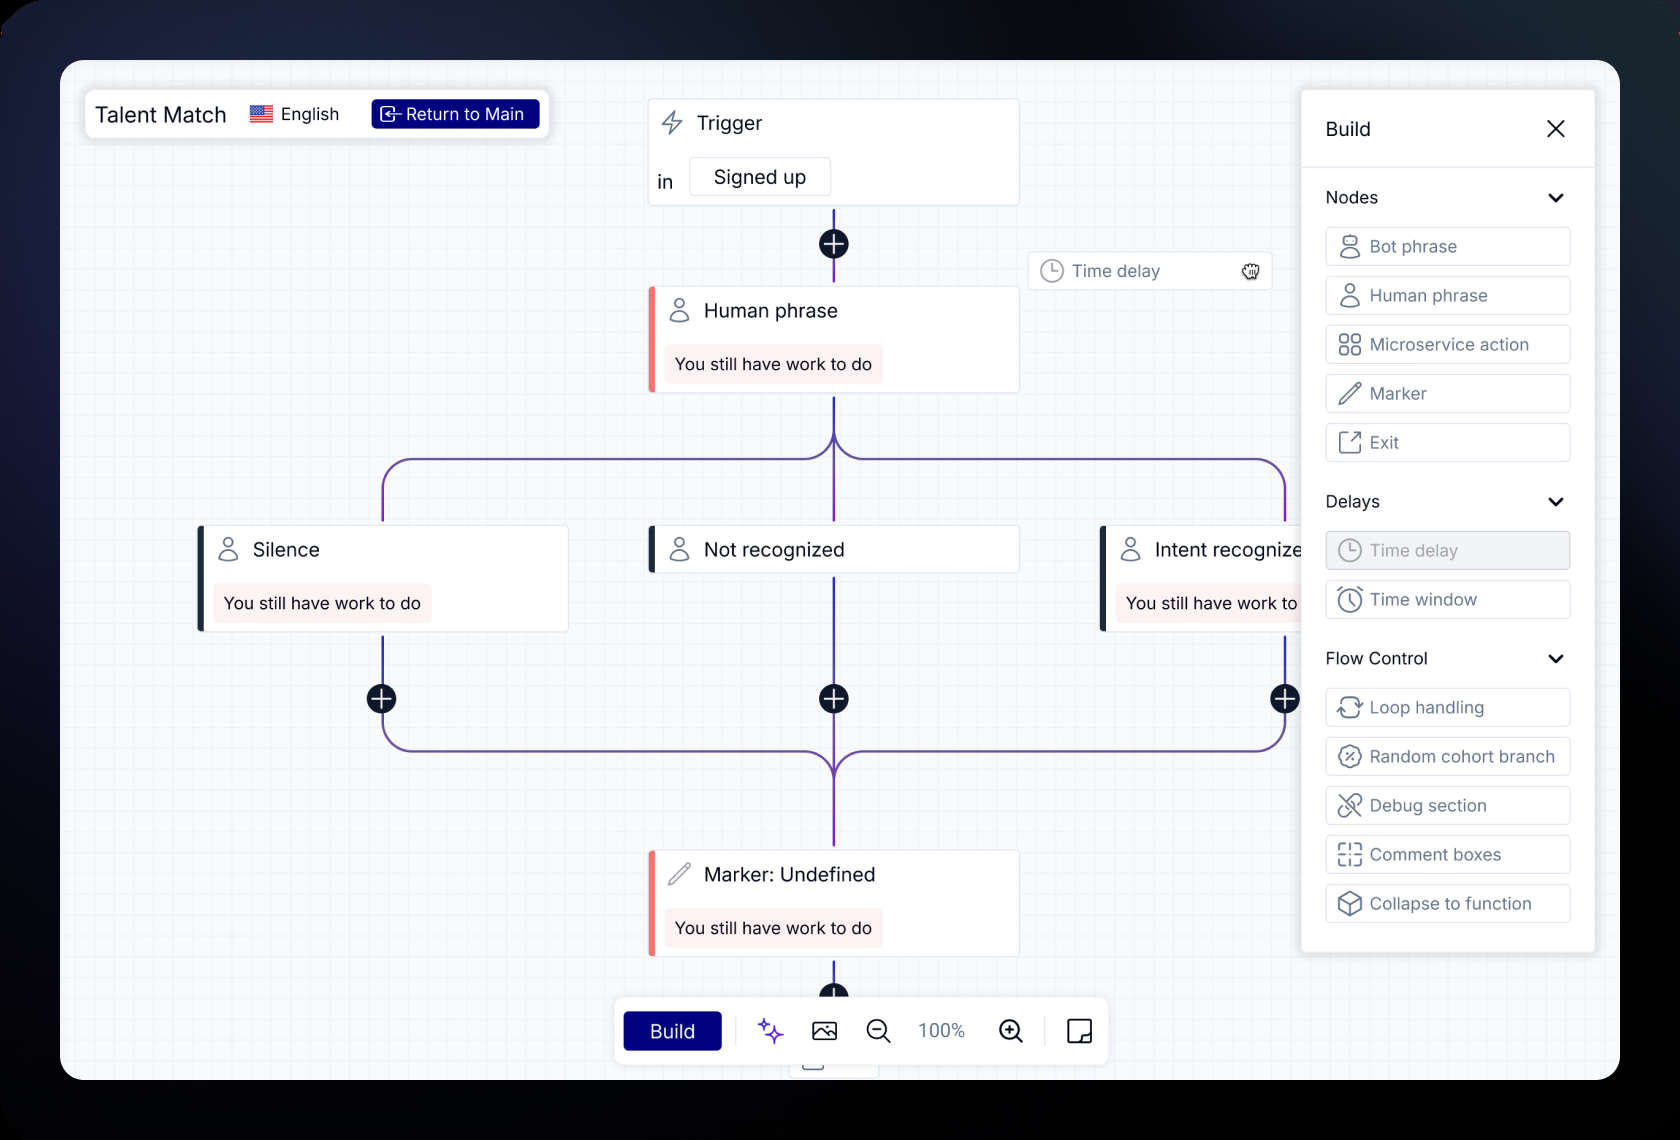 Talent Match
English
Return to Main
Trigger
in
Signed up
Time delay
Human phrase
You still have work to do
Silence
You still have work to do
Not recognized
Intent recognize
You still have work to
Marker: Undefined
You still have work to do
Build
100%
Build
Nodes
Bot phrase
Human phrase
Microservice action
Marker
Exit
Delays
Time delay
Time window
Flow Control
Loop handling
Random cohort branch
Debug section
Comment boxes
Collapse to function